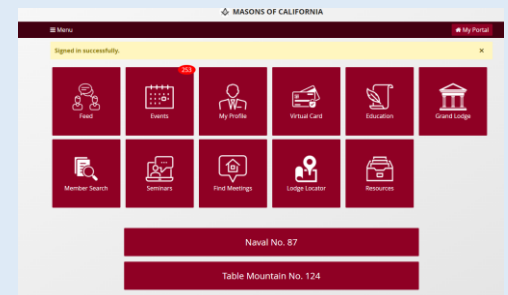 MASONS OF CALIFORNIA
Menu
My Portal
Signed in successfully.
×
Feed
253
Events
My Profile
Virtual Card
Education
Grand Lodge
Member Search
Seminars
Find Meetings
Lodge Locator
Resources
Naval No. 87
Table Mountain No. 124